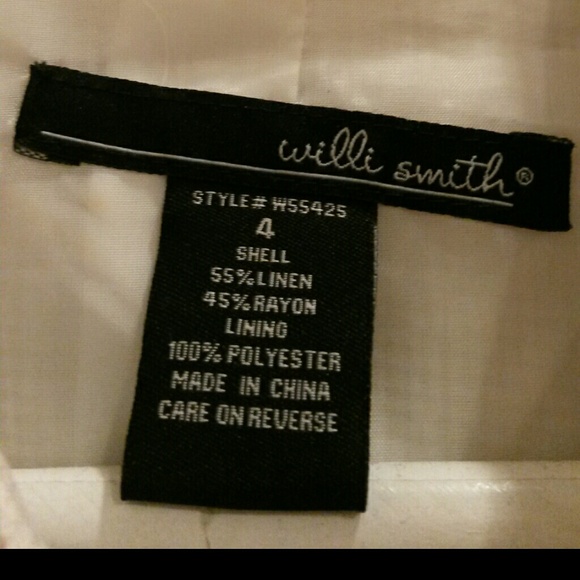 willi smith®
STYLE# W55425
4
SHELL
55%LINEN
45%RAYON
LINING
100% POLYESTER
MADE IN CHINA
CARE ON REVERSE